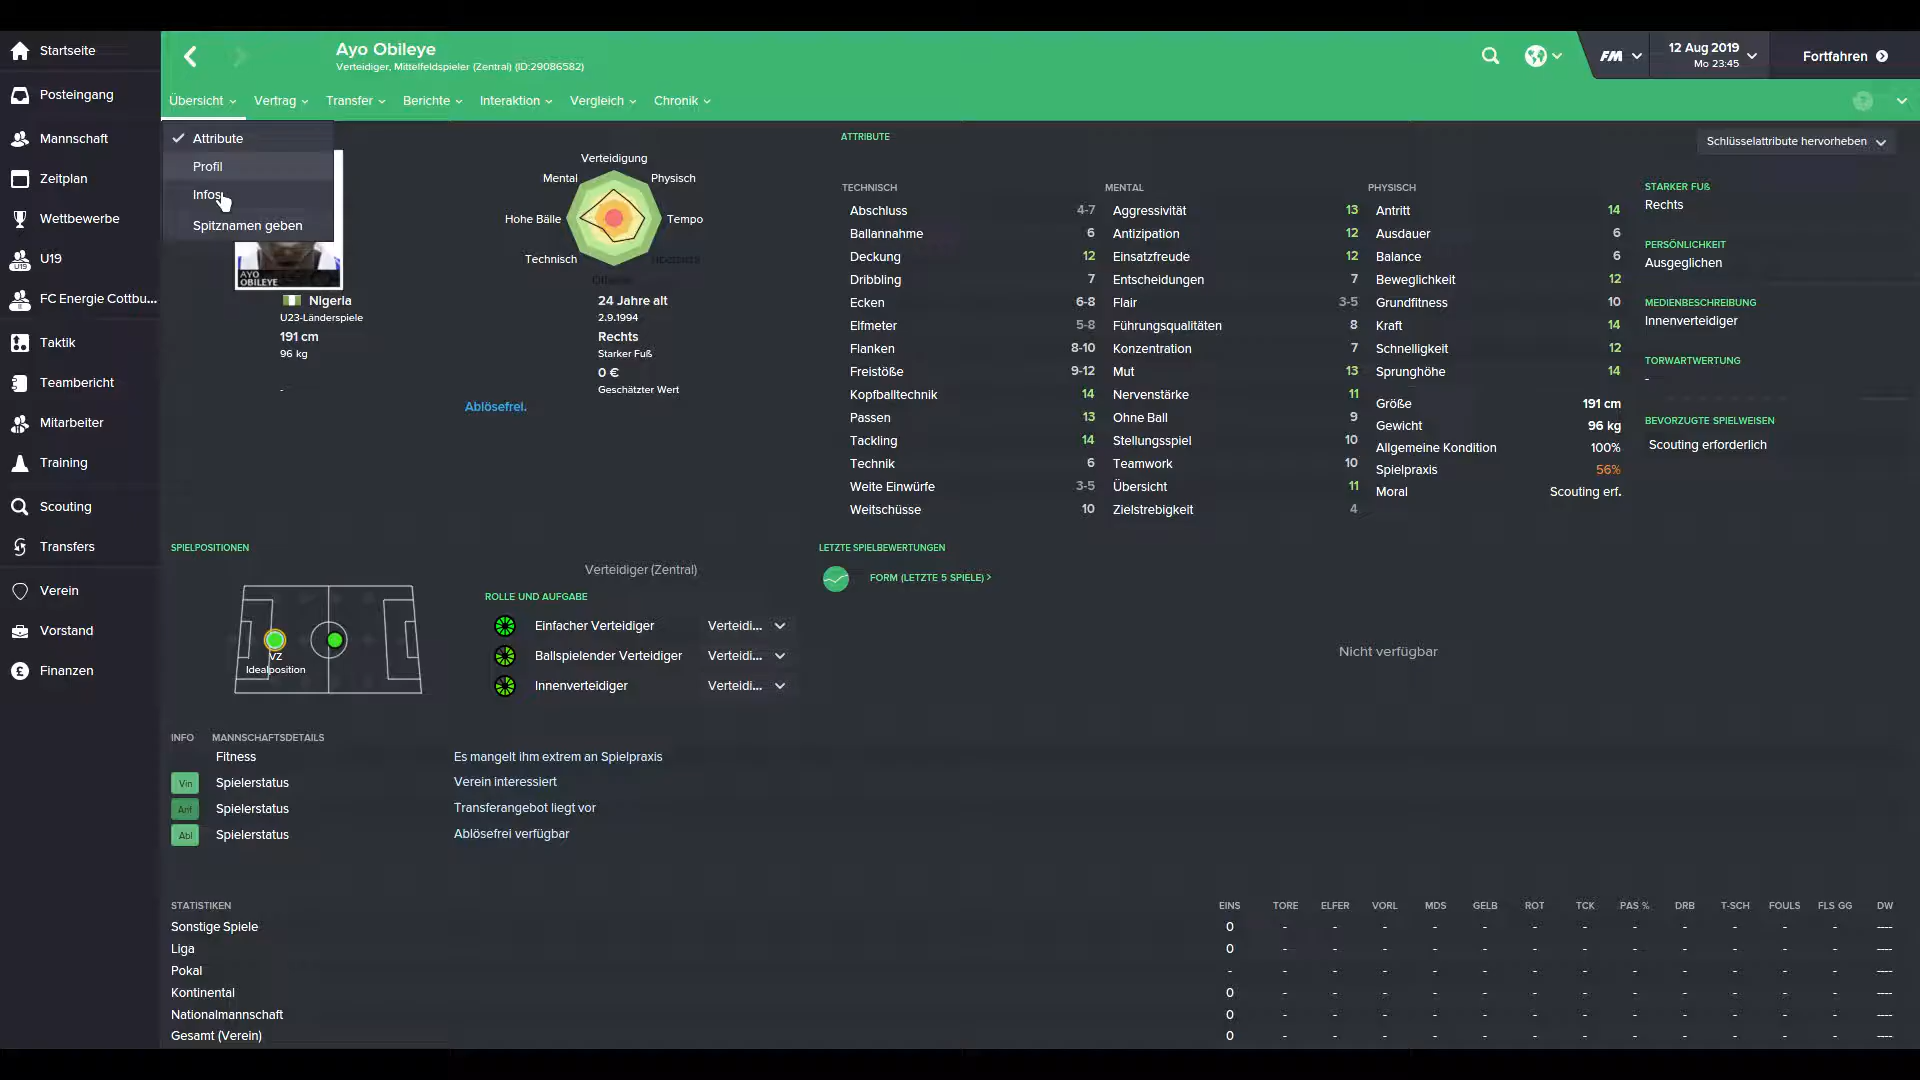 Startseite
Posteingang
Mannschaft
Zeitplan
Wettbewerbe
U19
U19
FC Energie Cottbu...
II
Taktik
Teambericht
Mitarbeiter
Training
Scouting
Transfers
Verein
Vorstand
Finanzen
Ayo Obileye
Verteidiger, Mittelfeldspieler (Zentral) (ID:29086582)
FM
12 Aug 2019
Mo 23:45
Fortfahren
Übersicht
Vertrag
Transfer
Berichte
Interaktion
Vergleich
Chronik
Attribute
Profil
Infos
Spitznamen geben
AYO
OBILEYE
Nigeria
U23-Länderspiele
191 cm
96 kg
-
24 Jahre alt
2.9.1994
Rechts
Starker Fuß
0 €
Geschätzter Wert
Ablösefrei.
Verteidigung
Mental
Physisch
Hohe Bälle
Tempo
Technisch
ATTRIBUTE
Schlüsselattribute hervorheben
TECHNISCH
Abschluss 4-7
Ballannahme 6
Deckung 12
Dribbling 7
Ecken 6-8
Elfmeter 5-8
Flanken 8-10
Freistöße 9-12
Kopfballtechnik 14
Passen 13
Tackling 14
Technik 6
Weite Einwürfe 3-5
Weitschüsse 10
MENTAL
Aggressivität 13
Antizipation 12
Einsatzfreude 12
Entscheidungen 7
Flair 3-5
Führungsqualitäten 8
Konzentration 7
Mut 13
Nervenstärke 11
Ohne Ball 9
Stellungsspiel 10
Teamwork 10
Übersicht 11
Zielstrebigkeit 4
PHYSISCH
Antritt 14
Ausdauer 6
Balance 6
Beweglichkeit 12
Grundfitness 10
Kraft 14
Schnelligkeit 12
Sprunghöhe 14
Größe 191 cm
Gewicht 96 kg
Allgemeine Kondition 100%
Spielpraxis 56%
Moral Scouting erf.
STARKER FUß
Rechts
PERSÖNLICHKEIT
Ausgeglichen
MEDIENBESCHREIBUNG
Innenverteidiger
TORWARTWERTUNG
-
BEVORZUGTE SPIELWEISEN
Scouting erforderlich
SPIELPOSITIONEN
VZ
Idealposition
Verteidiger (Zentral)
ROLLE UND AUFGABE
Einfacher Verteidiger Verteidi...
Ballspielender Verteidiger Verteidi...
Innenverteidiger Verteidi...
LETZTE SPIELBEWERTUNGEN
FORM (LETZTE 5 SPIELE) >
Nicht verfügbar
INFO MANNSCHAFTSDETAILS
Fitness Es mangelt ihm extrem an Spielpraxis
Vin Spielerstatus Verein interessiert
Anf Spielerstatus Transferangebot liegt vor
Abl Spielerstatus Ablösefrei verfügbar
STATISTIKEN EINS TORE ELFER VORL MDS GELB ROT TCK PAS % DRB T-SCH FOULS FLS GG DW
Sonstige Spiele 0 - - - - - - - - - - - - ----
Liga 0 - - - - - - - - - - - - ----
Pokal - - - - - - - - - - - - - ----
Kontinental 0 - - - - - - - - - - - - ----
Nationalmannschaft 0 - - - - - - - - - - - - ----
Gesamt (Verein) 0 - - - - - - - - - - - - ----